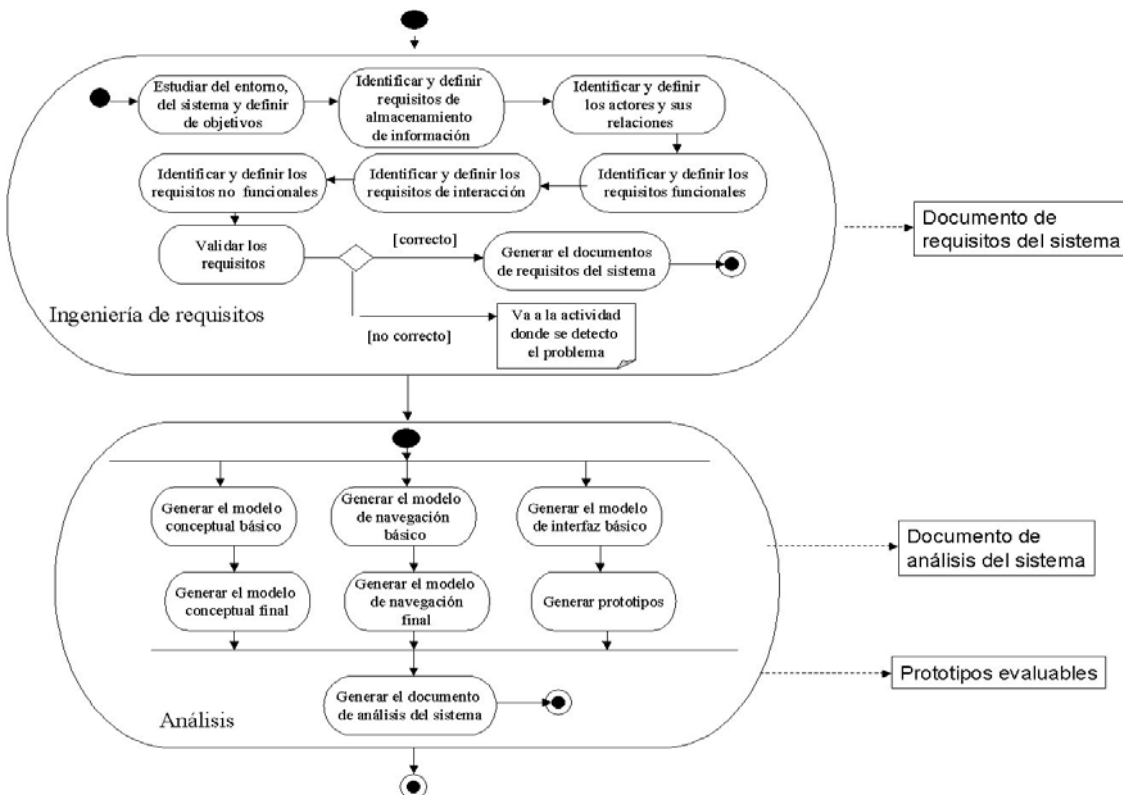 Estudiar del entorno,
del sistema y definir
de objetivos
Identificar y definir
requisitos de
almacenamiento
de información
Identificar y definir
los actores y sus
relaciones
Identificar y definir los
requisitos no funcionales
Identificar y definir los
requisitos de interacción
Identificar y definir los
requisitos funcionales
Validar los
requisitos
[correcto]
Generar el documentos
de requisitos del sistema
[no correcto]
Va a la actividad
donde se detecto
el problema
Ingeniería de requisitos
Documento de
requisitos del sistema
Generar el modelo
conceptual básico
Generar el modelo
de navegación
básico
Generar el modelo
de interfaz básico
Generar el modelo
conceptual final
Generar el modelo
de navegación
final
Generar prototipos
Generar el documento
de análisis del sistema
Análisis
Documento de
análisis del sistema
Prototipos evaluables